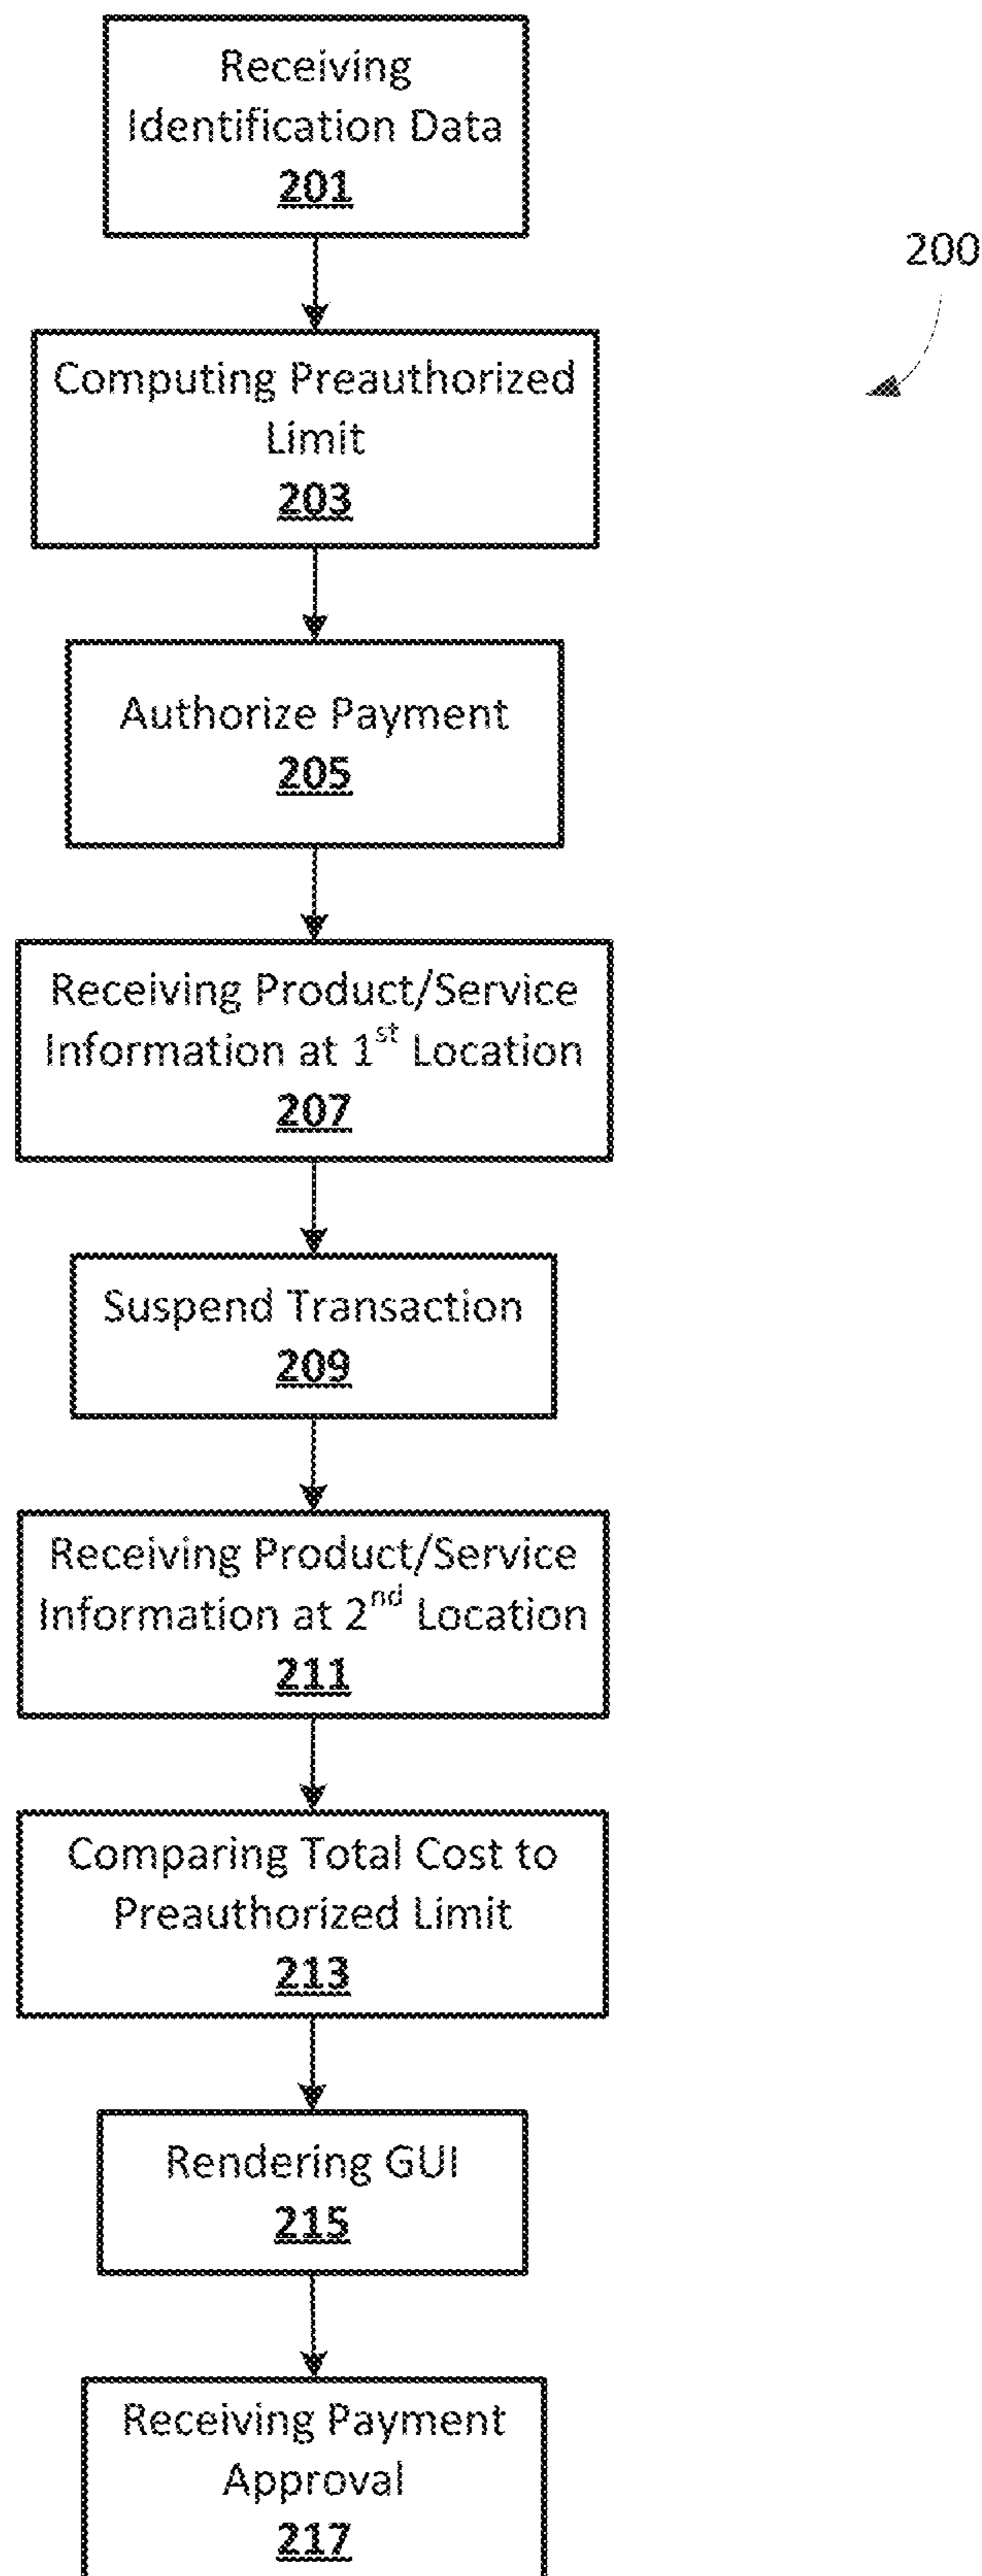 Receiving
Identification Data
201
200
Computing Preauthorized
Limit
203
Authorize Payment
205
Receiving Product/Service
Information at 1st Location
207
Suspend Transaction
209
Receiving Product/Service
Information at 2nd Location
211
Comparing Total Cost to
Preauthorized Limit
213
Rendering GUI
215
Receiving Payment
Approval
217